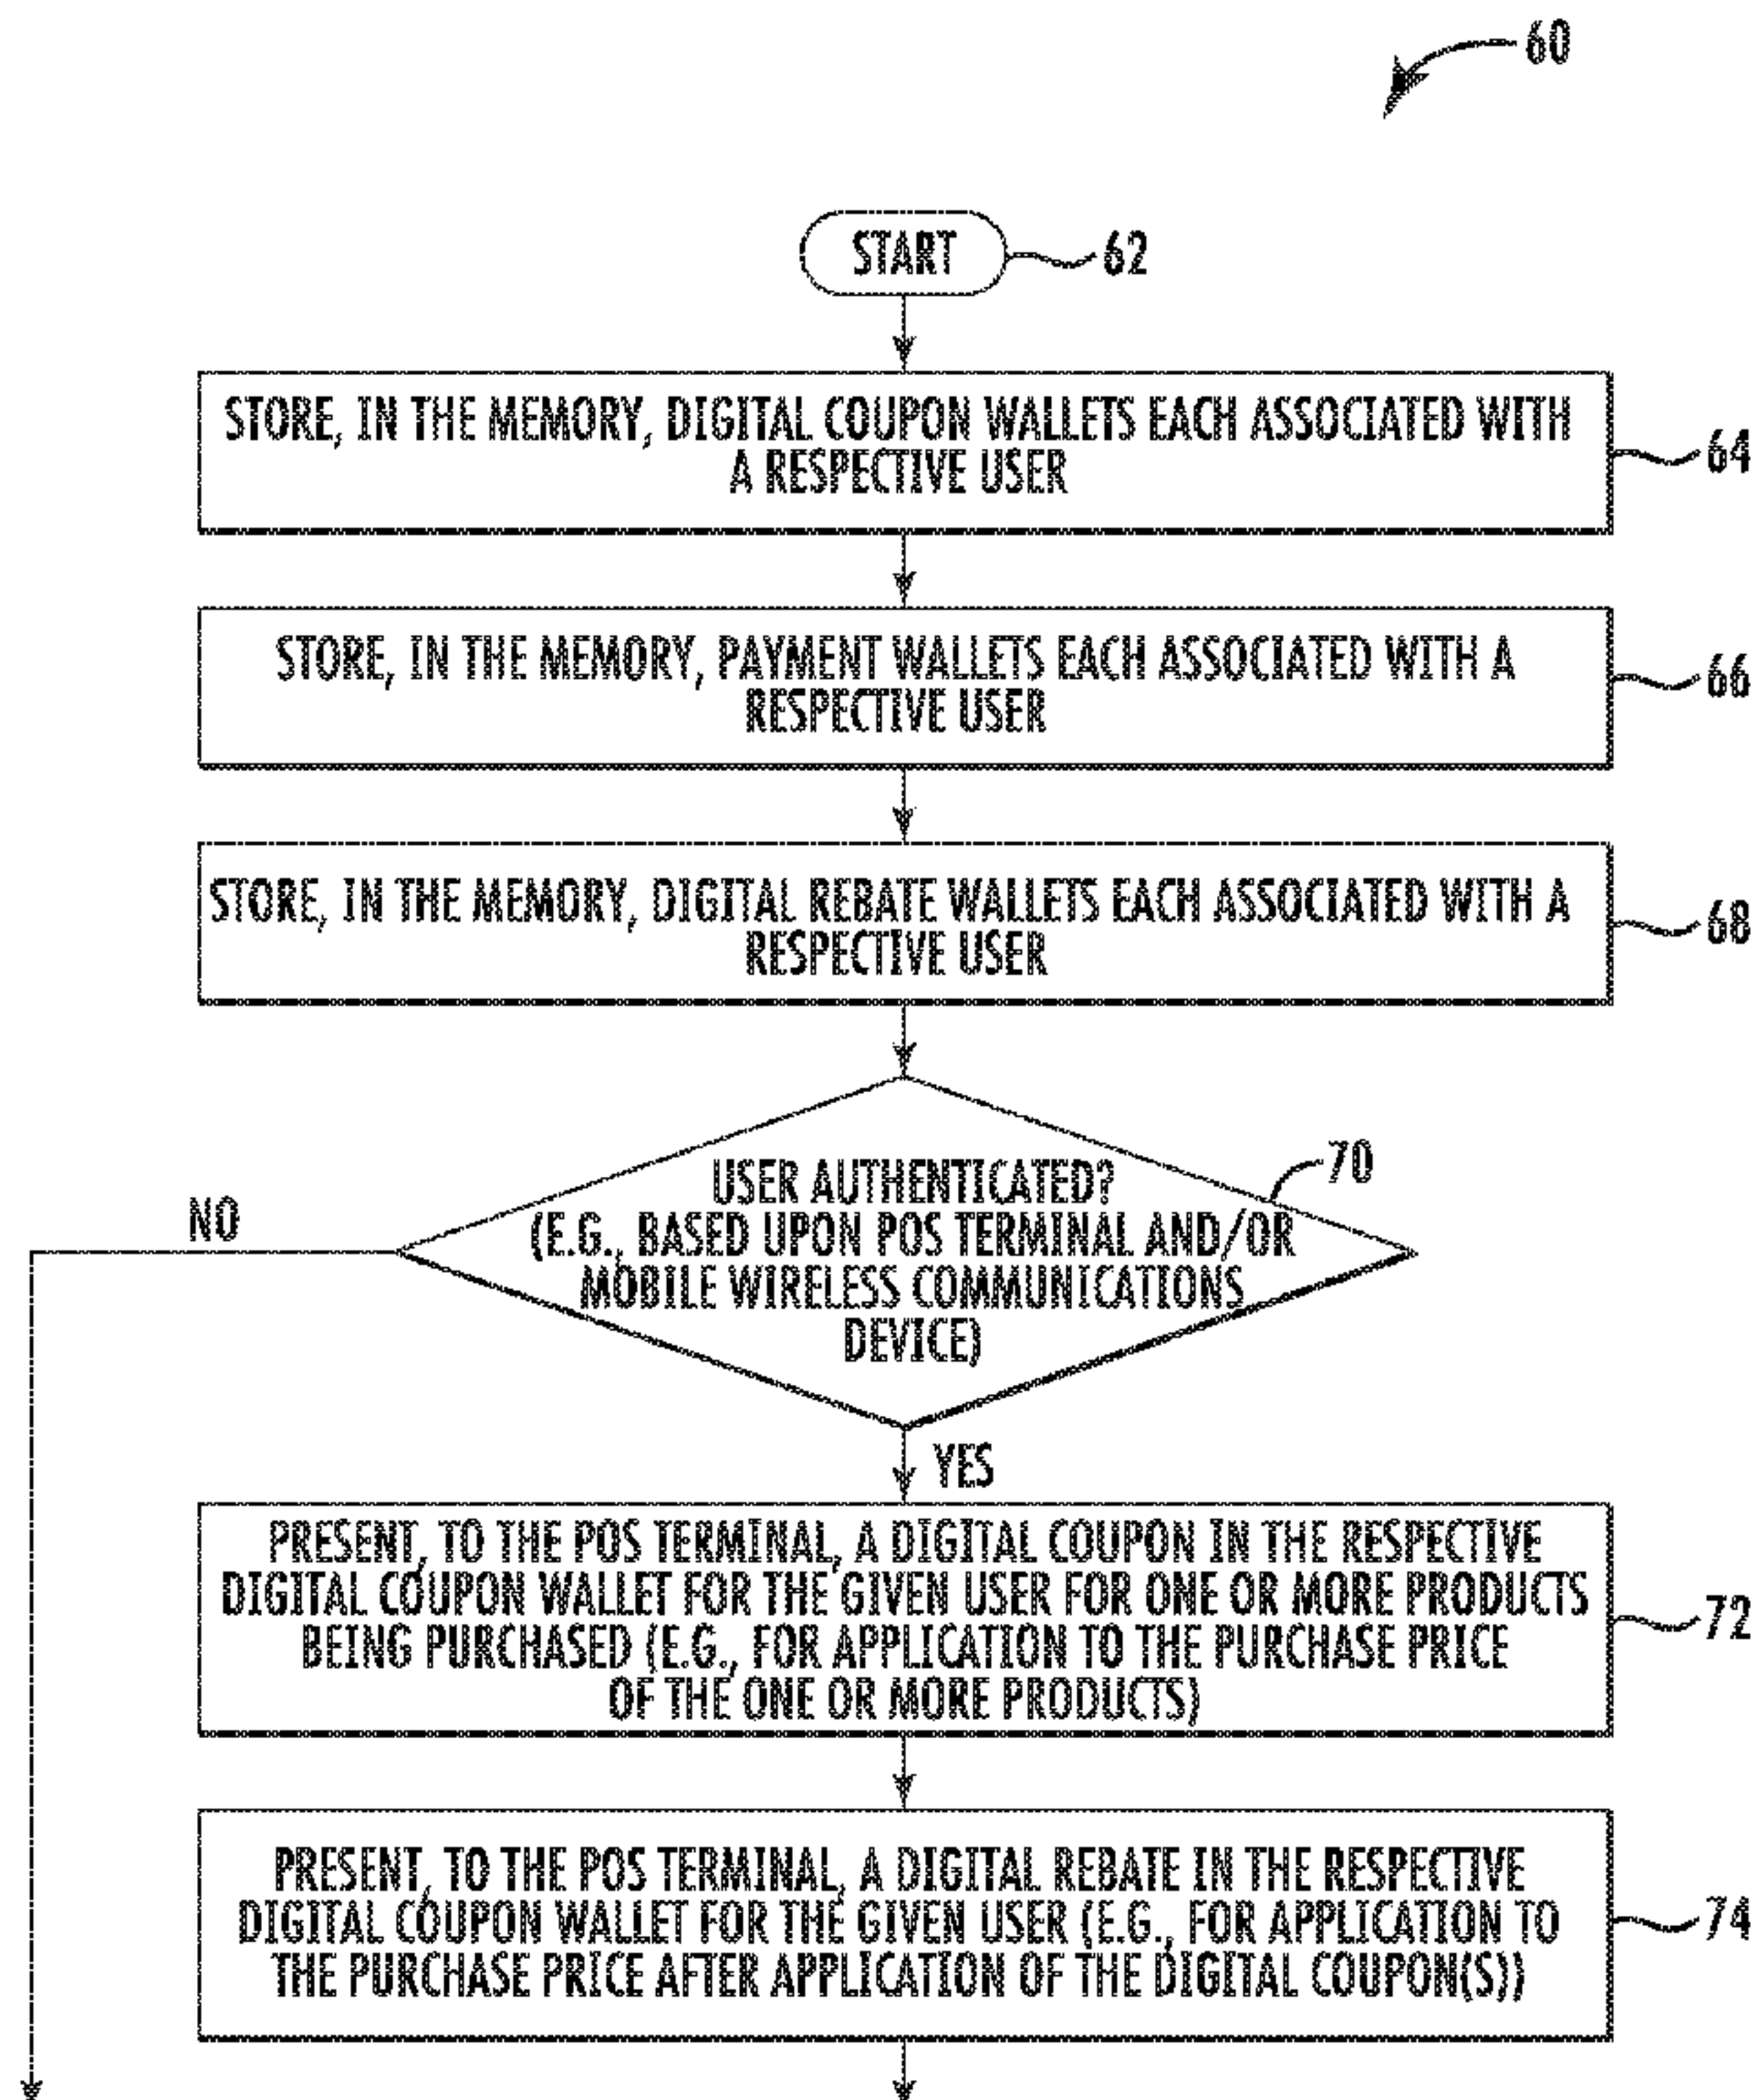 60
START
62
STORE, IN THE MEMORY, DIGITAL COUPON WALLETS EACH ASSOCIATED WITH
A RESPECTIVE USER
64
STORE, IN THE MEMORY, PAYMENT WALLETS EACH ASSOCIATED WITH A
RESPECTIVE USER
66
STORE, IN THE MEMORY, DIGITAL REBATE WALLETS EACH ASSOCIATED WITH A
RESPECTIVE USER
68
USER AUTHENTICATED?
(E.G., BASED UPON POS TERMINAL AND/OR
MOBILE WIRELESS COMMUNICATIONS
DEVICE)
70
NO
YES
PRESENT, TO THE POS TERMINAL, A DIGITAL COUPON IN THE RESPECTIVE
DIGITAL COUPON WALLET FOR THE GIVEN USER FOR ONE OR MORE PRODUCTS
BEING PURCHASED (E.G., FOR APPLICATION TO THE PURCHASE PRICE
OF THE ONE OR MORE PRODUCTS)
72
PRESENT, TO THE POS TERMINAL, A DIGITAL REBATE IN THE RESPECTIVE
DIGITAL COUPON WALLET FOR THE GIVEN USER (E.G., FOR APPLICATION TO
THE PURCHASE PRICE AFTER APPLICATION OF THE DIGITAL COUPON(S))
74